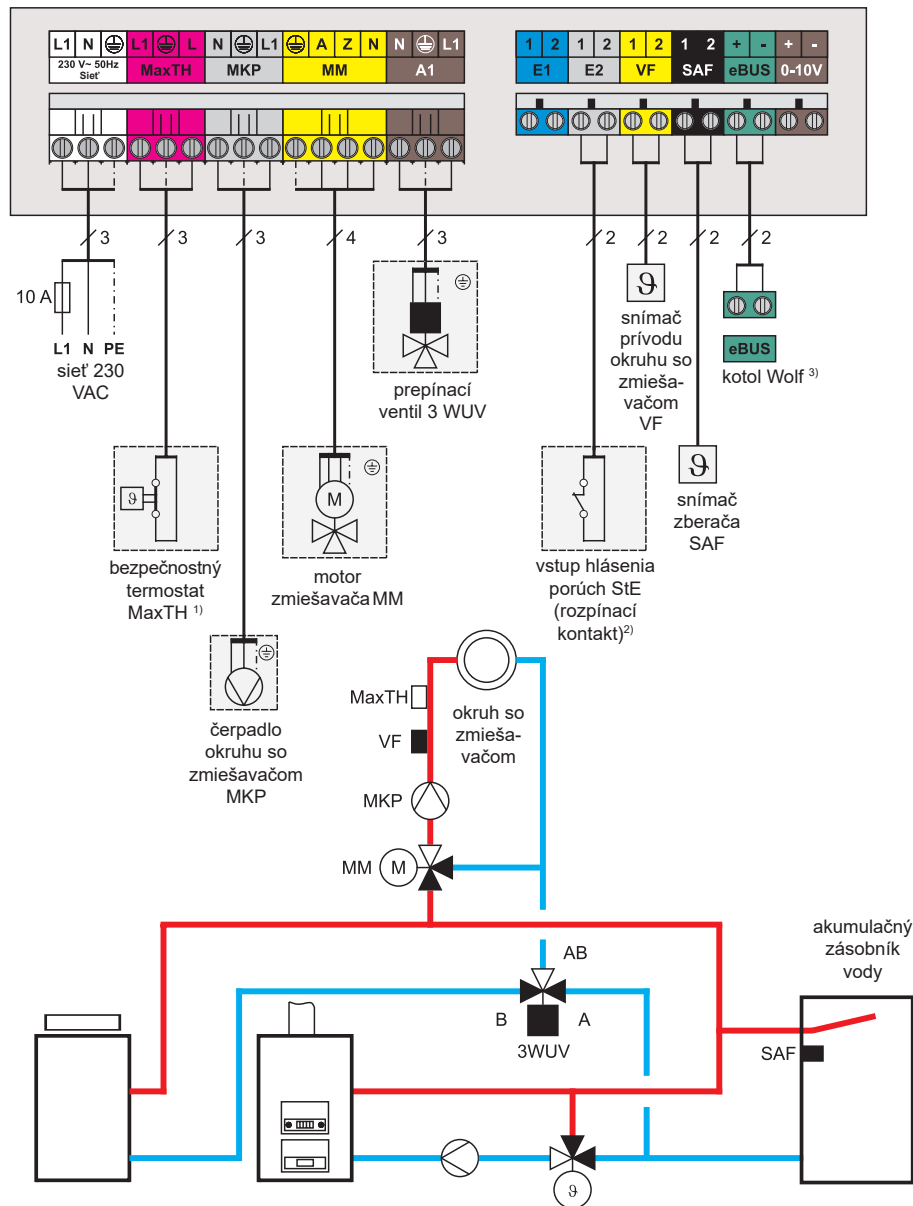 L1 N L1 L N L1 A Z N N L1
230 V~ 50Hz
Sieť
MaxTH MKP MM A1
1 2 1 2 1 2 1 2 + - + -
E1 E2 VF SAF eBUS 0-10V
3 3 3 4 3 2 2 2 2
10 A
L1 N PE
sieť 230
VAC
prepínací
ventil 3 WUV
ϑ
snímač
prívodu
okruhu so
zmieša-
vačom
VF
eBUS
kotol Wolf 3)
ϑ
bezpečnostný
termostat
MaxTH 1)
M
motor
zmiešavača MM
vstup hlásenia
porúch StE
(rozpínací
kontakt)2)
ϑ
snímač
zberača
SAF
čerpadlo
okruhu so
zmiešavačom
MKP
MaxTH
VF
MKP
MM M
okruh so
zmieša-
vačom
AB
B A
3WUV
akumulačný
zásobník
vody
SAF
ϑ